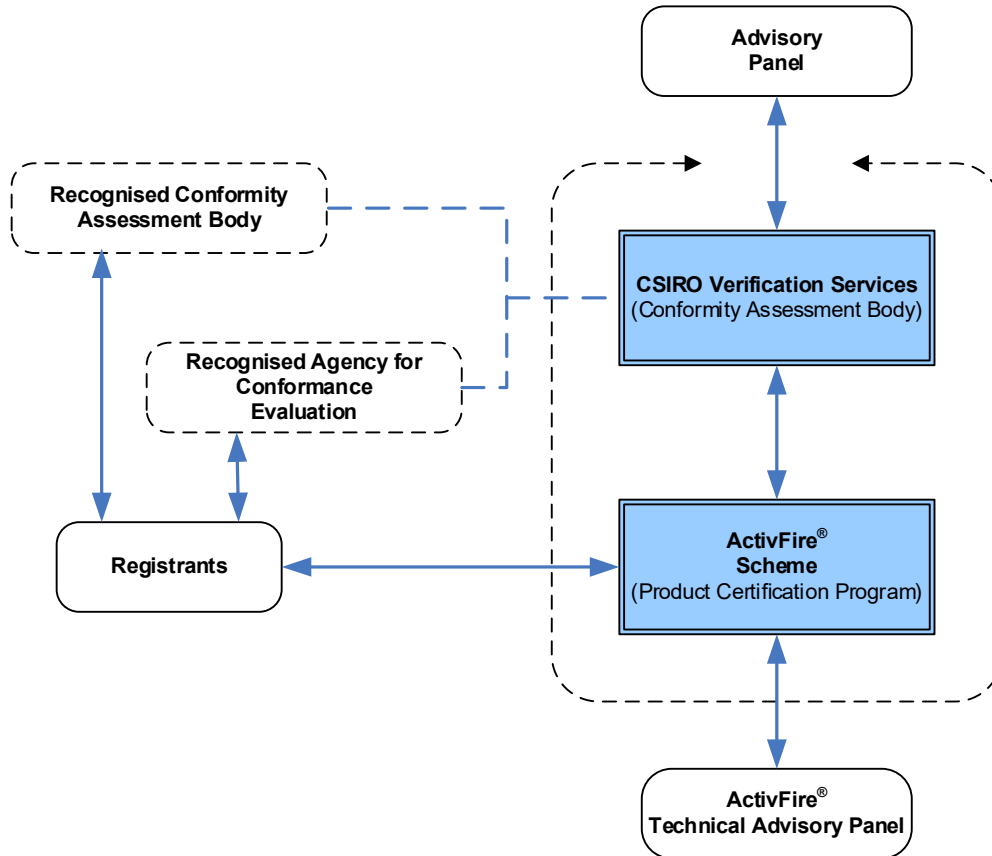 Advisory
Panel
Recognised Conformity
Assessment Body
CSIRO Verification Services
(Conformity Assessment Body)
Recognised Agency for
Conformance
Evaluation
Registrants
ActivFire®
Scheme
(Product Certification Program)
ActivFire®
Technical Advisory Panel